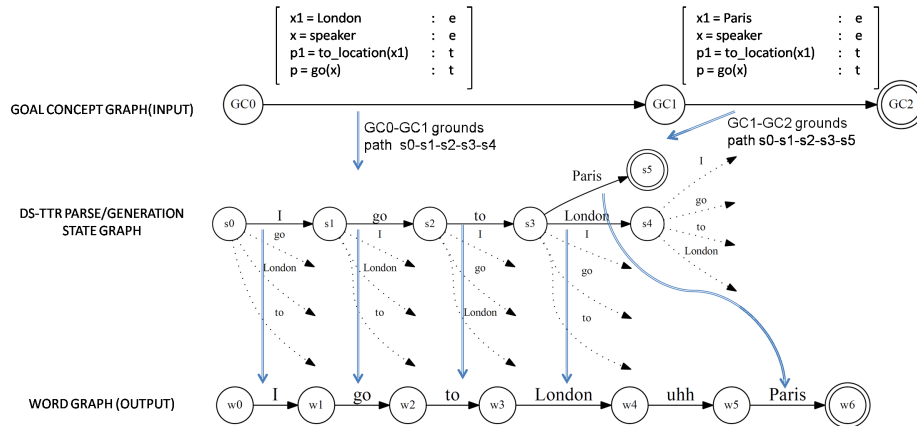 x1 = London : e
x = speaker : e
p1 = to_location(x1) : t
p = go(x) : t
x1 = Paris : e
x = speaker : e
p1 = to_location(x1) : t
p = go(x) : t
GOAL CONCEPT GRAPH(INPUT)
GC0
GC1
GC2
GC0-GC1 grounds
path s0-s1-s2-s3-s4
GC1-GC2 grounds
path s0-s1-s2-s3-s5
DS-TTR PARSE/GENERATION
STATE GRAPH
s0 I s1 go s2 to s3 London s4
Paris s5
go
London
to
I
London
to
I
go
London
I
go
to
I
go
to
London
WORD GRAPH (OUTPUT)
w0 I w1 go w2 to w3 London w4 uhh w5 Paris w6